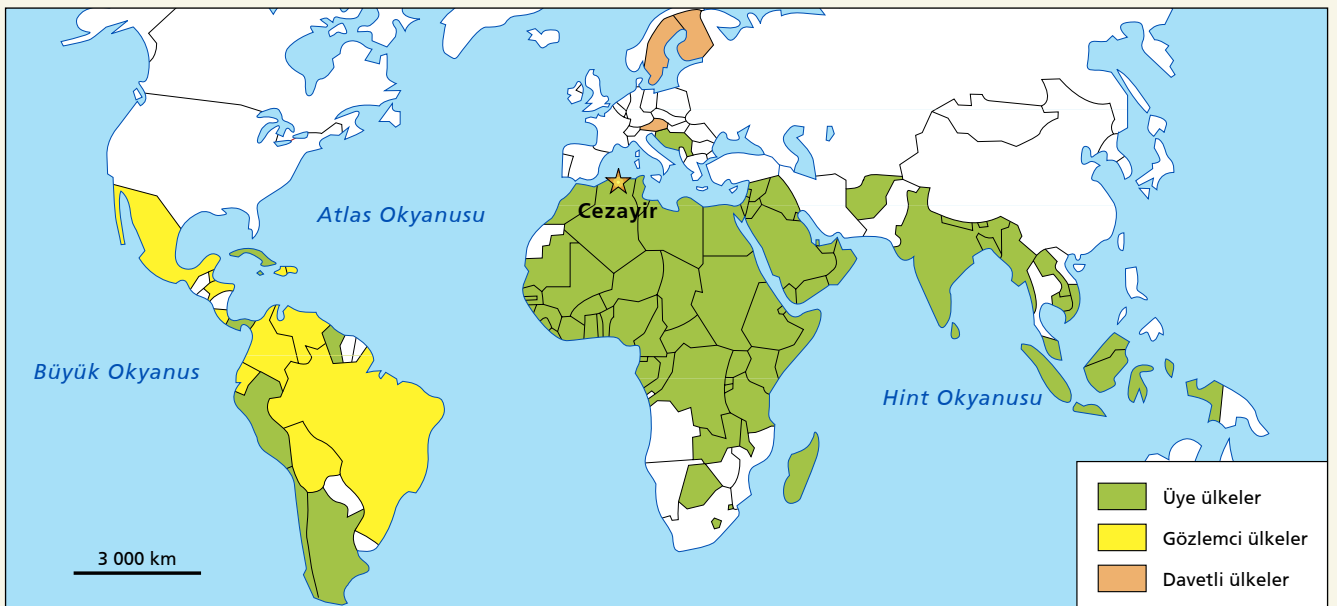 Atlas Okyanusu
Cezayir
Büyük Okyanus
Hint Okyanusu
3 000 km
Üye ülkeler
Gözlemci ülkeler
Davetli ülkeler